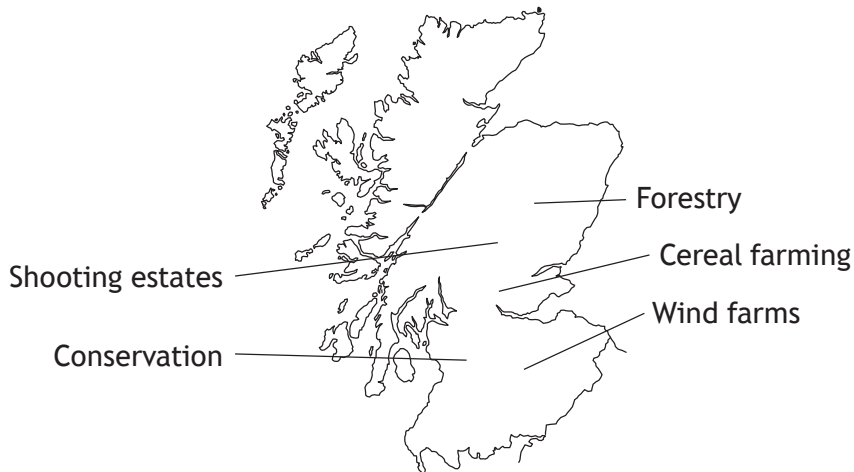 Forestry
Cereal farming
Shooting estates
Wind farms
Conservation